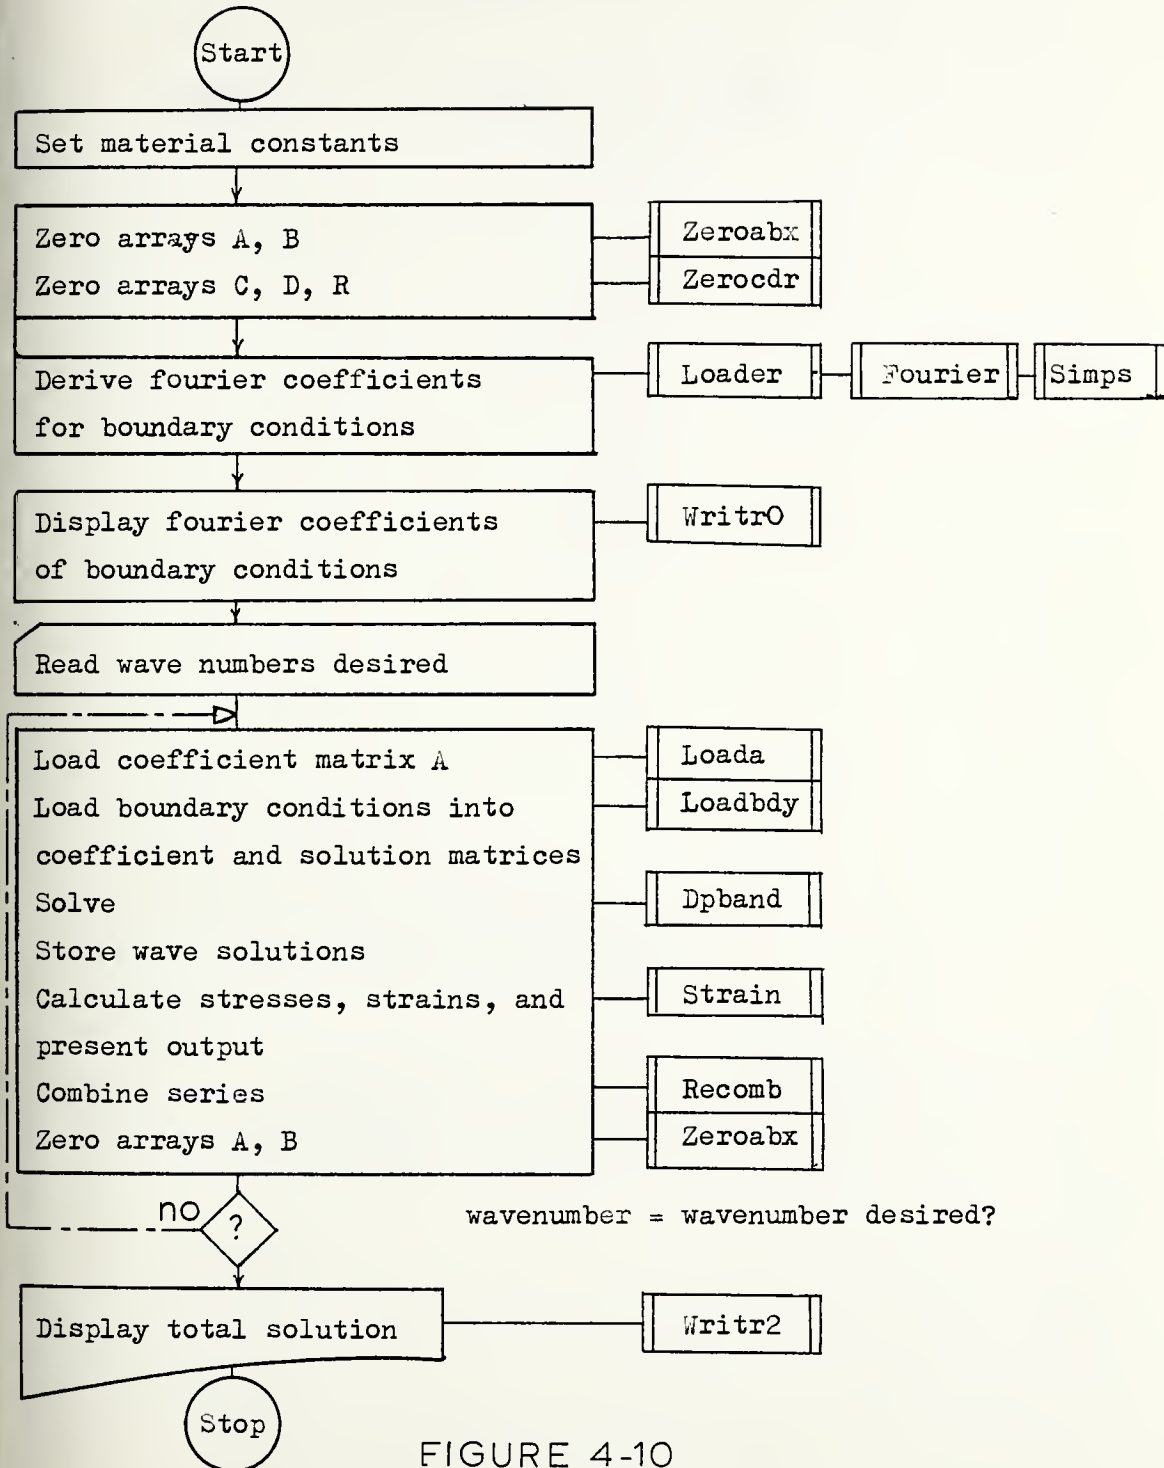 Start
Set material constants
Zero arrays A, B
Zeroabx
Zero arrays C, D, R
Zerocdr
Derive fourier coefficients
for boundary conditions
Loader
Fourier
Simps
Display fourier coefficients
of boundary conditions
Writr0
Read wave numbers desired
Load coefficient matrix A
Loada
Load boundary conditions into
Loadbdy
coefficient and solution matrices
Solve
Dpband
Store wave solutions
Calculate stresses, strains, and
Strain
present output
Combine series
Recomb
Zero arrays A, B
Zeroabx
no
?
wavenumber = wavenumber desired?
Display total solution
Writr2
Stop
FIGURE 4-10